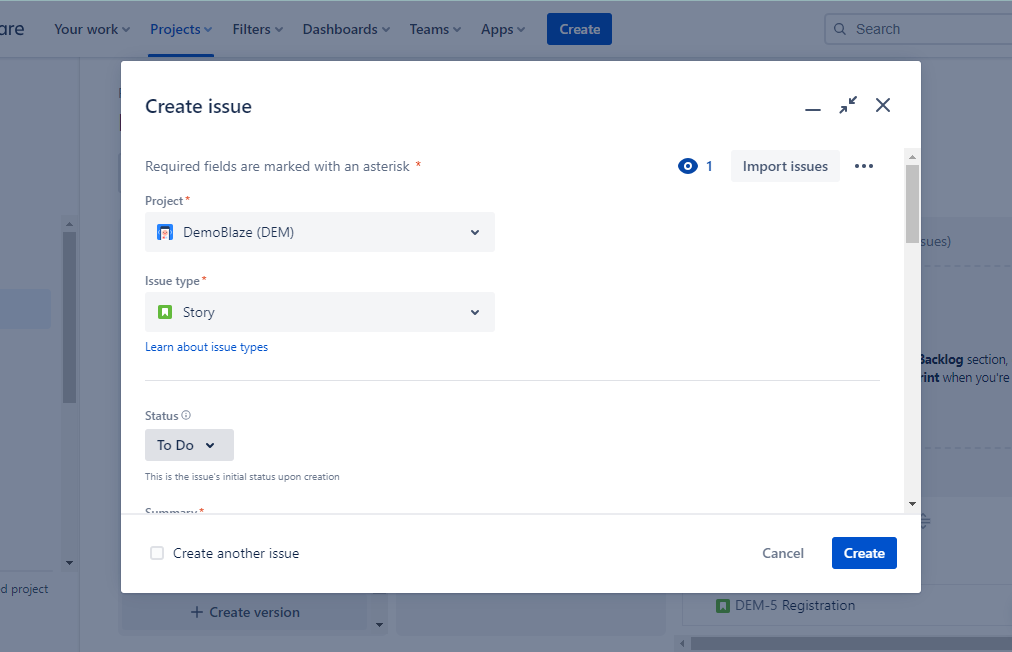 are Your work Projects Filters Dashboards Teams Apps Create Search
Create issue
Required fields are marked with an asterisk *
1 Import issues
Project*
DemoBlaze (DEM)
sues)
Issue type*
Story
Learn about issue types
Backlog section,
rint when you're
Status
To Do
This is the issue's initial status upon creation
Summary*
Create another issue Cancel Create
d project
+ Create version
DEM-5 Registration